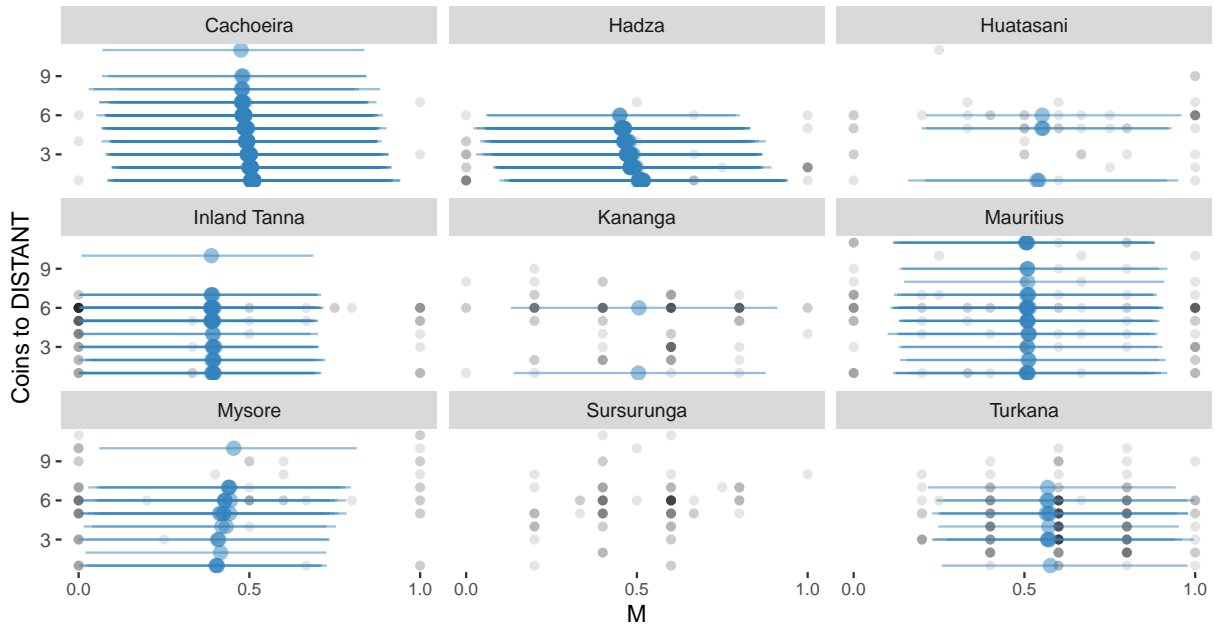 Cachoeira Hadza Huatasani
9
6
3
Inland Tanna Kananga Mauritius
9
6
3
Coins to DISTANT
Mysore Sursurunga Turkana
9
6
3
0.0 0.5 1.0 0.0 0.5 1.0 0.0 0.5 1.0
M